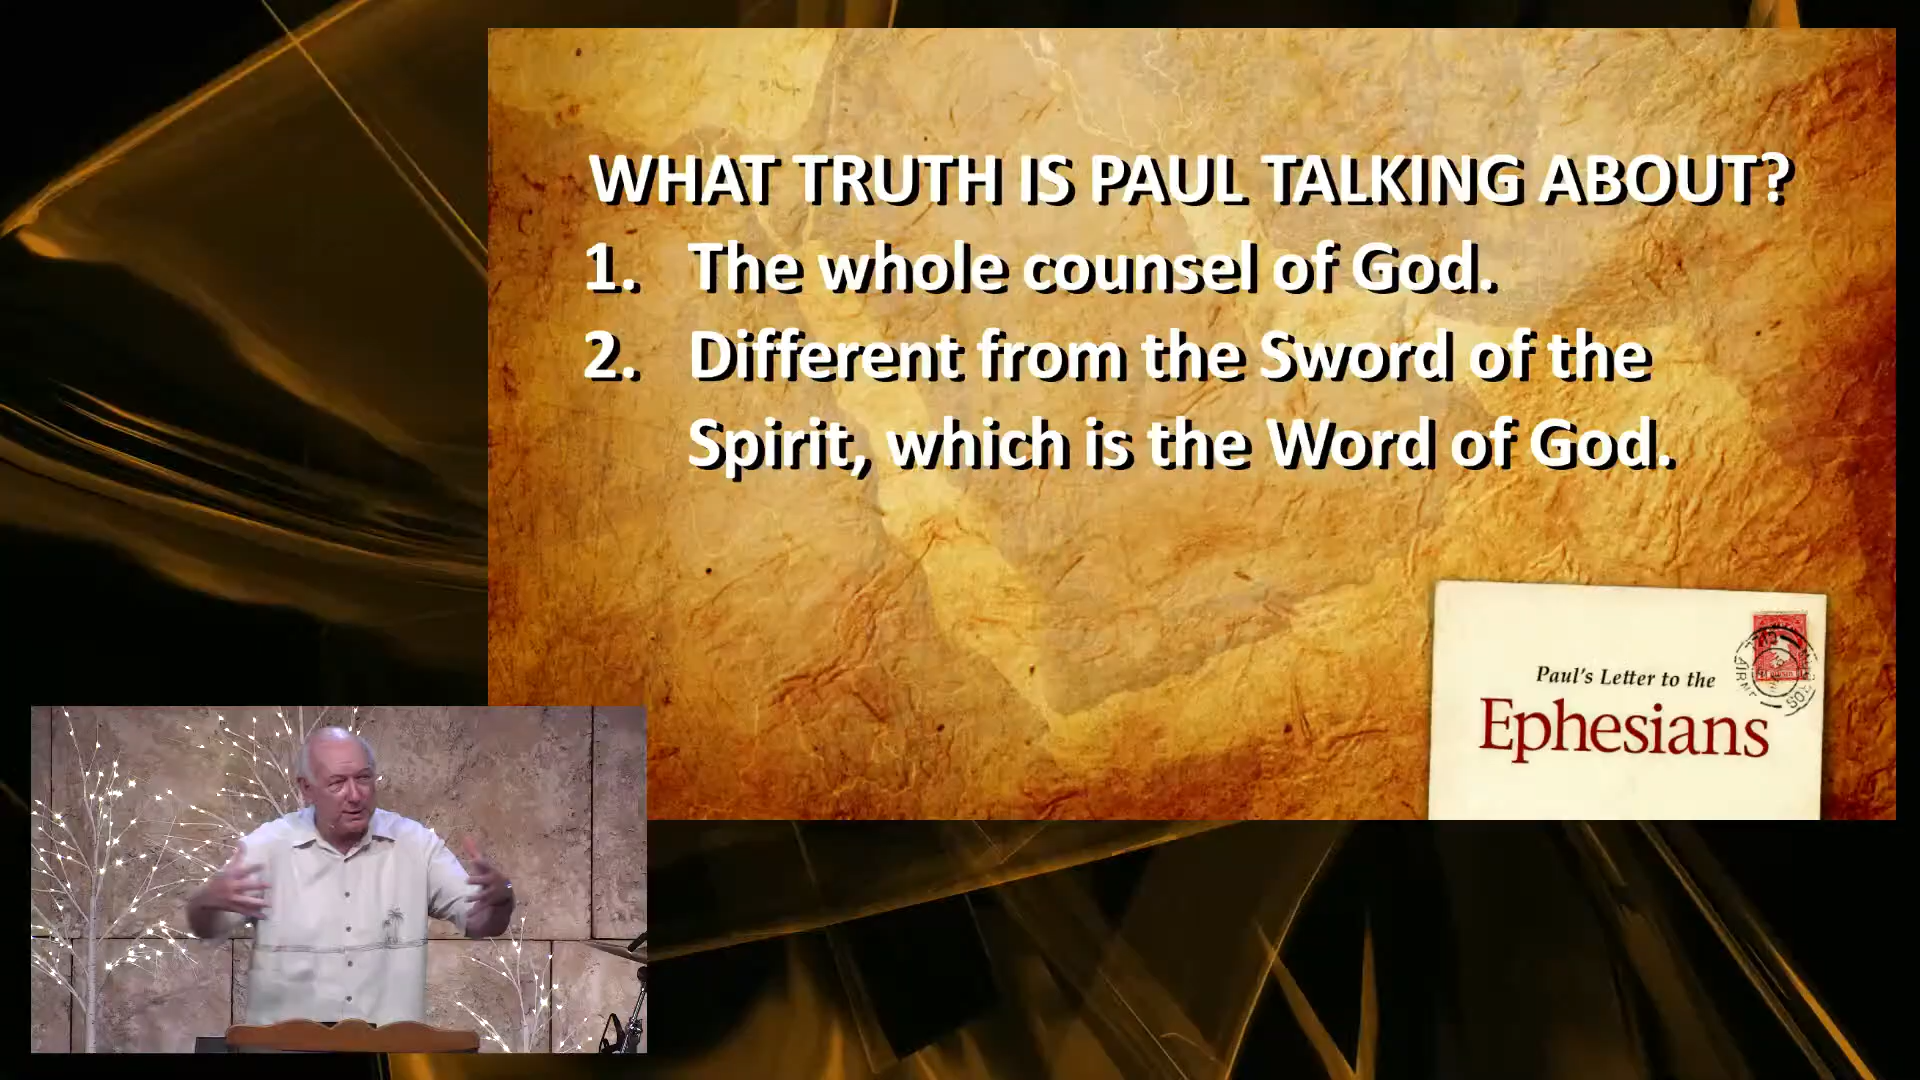 WHAT TRUTH IS PAUL TALKING ABOUT?
1. The whole counsel of God.
2. Different from the Sword of the
Spirit, which is the Word of God.
Paul's Letter to the
Ephesians